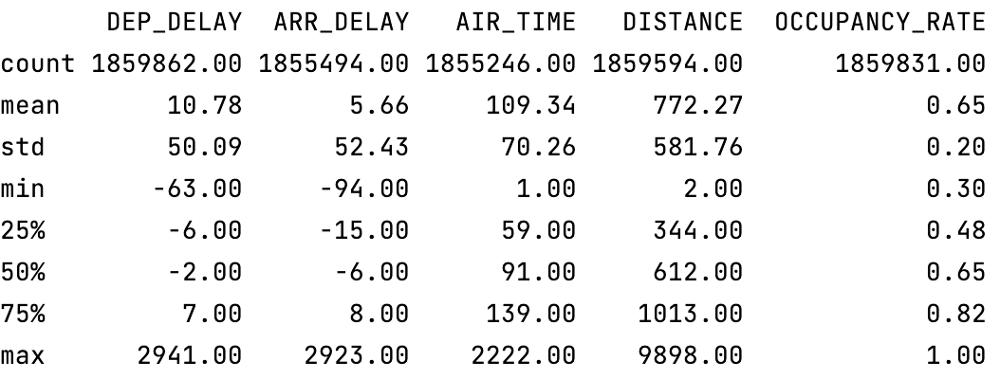 DEP_DELAY ARR_DELAY AIR_TIME DISTANCE OCCUPANCY_RATE
count 1859862.00 1855494.00 1855246.00 1859594.00 1859831.00
mean 10.78 5.66 109.34 772.27 0.65
std 50.09 52.43 70.26 581.76 0.20
min -63.00 -94.00 1.00 2.00 0.30
25% -6.00 -15.00 59.00 344.00 0.48
50% -2.00 -6.00 91.00 612.00 0.65
75% 7.00 8.00 139.00 1013.00 0.82
max 2941.00 2923.00 2222.00 9898.00 1.00